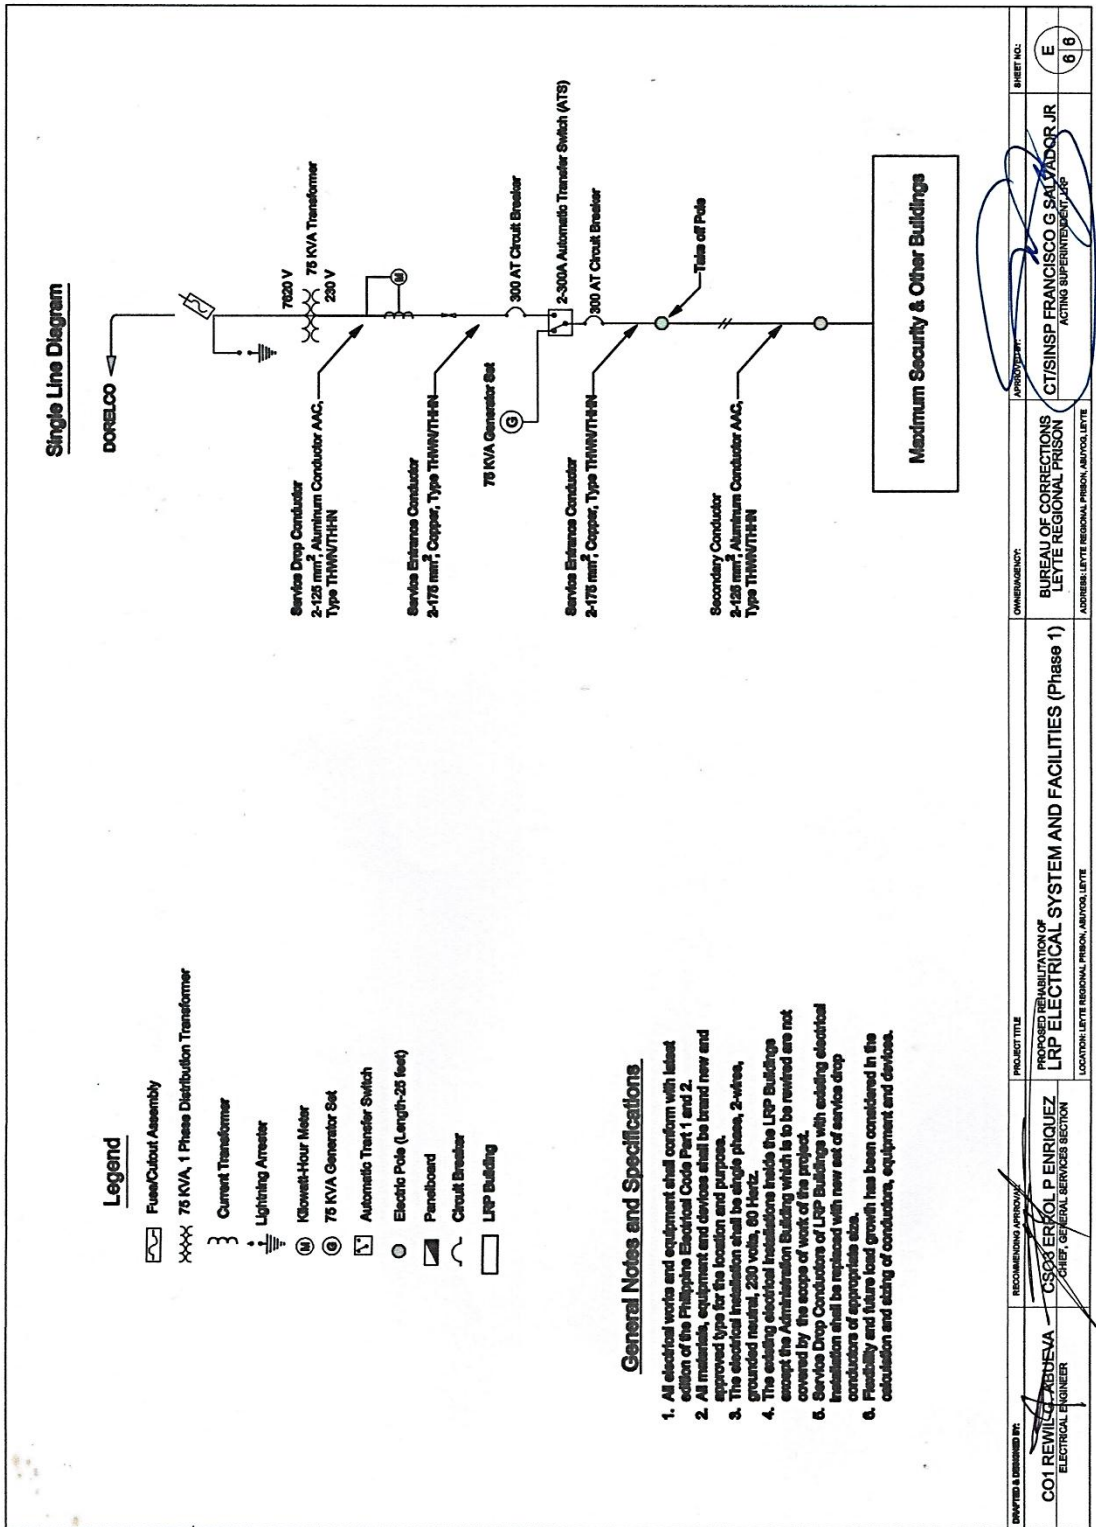 Single Line Diagram
DORELCO
7620 V
75 KVA Transformer
230 V
Service Drop Conductor
2-125 mm², Aluminum Conductor AAC,
Type THWN/THHN
M
Service Entrance Conductor
2-175 mm², Copper, Type THWN/THHN
300 AT Circuit Breaker
75 KVA Generator Set
G
2-300A Automatic Transfer Switch (ATS)
300 AT Circuit Breaker
Service Entrance Conductor
2-175 mm², Copper, Type THWN/THHN
Take off Pole
Secondary Conductor
2-125 mm², Aluminum Conductor AAC,
Type THWN/THHN
Maximum Security & Other Buildings
Legend
Fuse/Cutout Assembly
75 KVA, 1 Phase Distribution Transformer
Current Transformer
Lightning Arrester
M Kilowatt-Hour Meter
G 75 KVA Generator Set
Automatic Transfer Switch
Electric Pole (Length-25 feet)
Panelboard
Circuit Breaker
LRP Building
General Notes and Specifications
1. All electrical works and equipment shall conform with latest
edition of the Philippine Electrical Code Part 1 and 2.
2. All materials, equipment and devices shall be brand new and
approved type for the location and purpose.
3. The electrical installation shall be single phase, 2-wires,
grounded neutral, 230 volts, 60 Hertz.
4. The existing electrical installations inside the LRP Buildings
except the Administration Building which is to be rewired are not
covered by the scope of work of the project.
5. Service Drop Conductors of LRP Buildings with existing electrical
installation shall be replaced with new set of service drop
conductors of appropriate size.
6. Flexibility and future load growth has been considered in the
calculation and sizing of conductors, equipment and devices.
DRAFTED & DESIGNED BY:
CO1 REWIL C. ABUEVA
ELECTRICAL ENGINEER
RECOMMENDING APPROVAL:
CSO3 ERROL P ENRIQUEZ
CHIEF, GENERAL SERVICES SECTION
PROJECT TITLE
PROPOSED REHABILITATION OF
LRP ELECTRICAL SYSTEM AND FACILITIES (Phase 1)
LOCATION: LEYTE REGIONAL PRISON, ABUYOG, LEYTE
OWNER/AGENCY:
BUREAU OF CORRECTIONS
LEYTE REGIONAL PRISON
ADDRESS: LEYTE REGIONAL PRISON, ABUYOG, LEYTE
APPROVED BY:
CT/SINSP FRANCISCO G SALVADOR JR
ACTING SUPERINTENDENT, LRP
SHEET NO.:
E
6 6